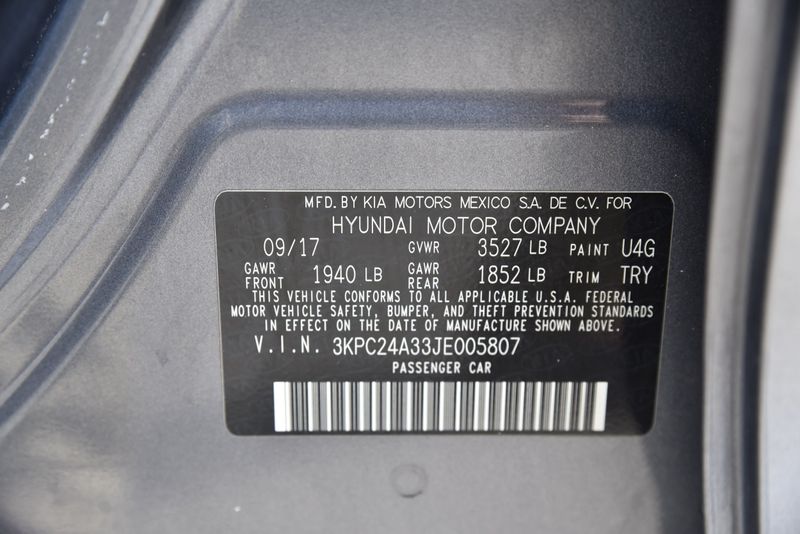 MFD. BY KIA MOTORS MEXICO S.A. DE C.V. FOR
HYUNDAI MOTOR COMPANY
09/17 GVWR 3527 LB PAINT U4G
GAWR FRONT 1940 LB GAWR REAR 1852 LB TRIM TRY
THIS VEHICLE CONFORMS TO ALL APPLICABLE U.S.A. FEDERAL
MOTOR VEHICLE SAFETY, BUMPER, AND THEFT PREVENTION STANDARDS
IN EFFECT ON THE DATE OF MANUFACTURE SHOWN ABOVE.
V.I.N. 3KPC24A33JE005807
PASSENGER CAR